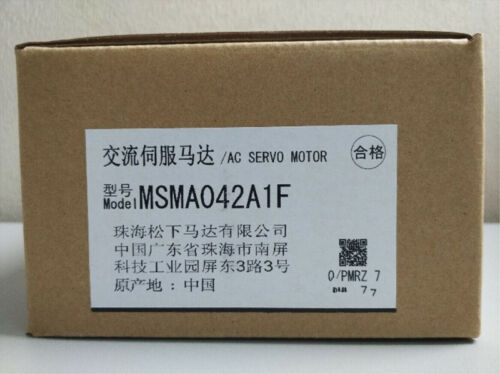 交流伺服马达 /AC SERVO MOTOR 合格
型号
Model MSMA042A1F
珠海松下马达有限公司
中国广东省珠海市南屏
科技工业园屏东3路3号
原产地 : 中国
0/PMRZ 7
77